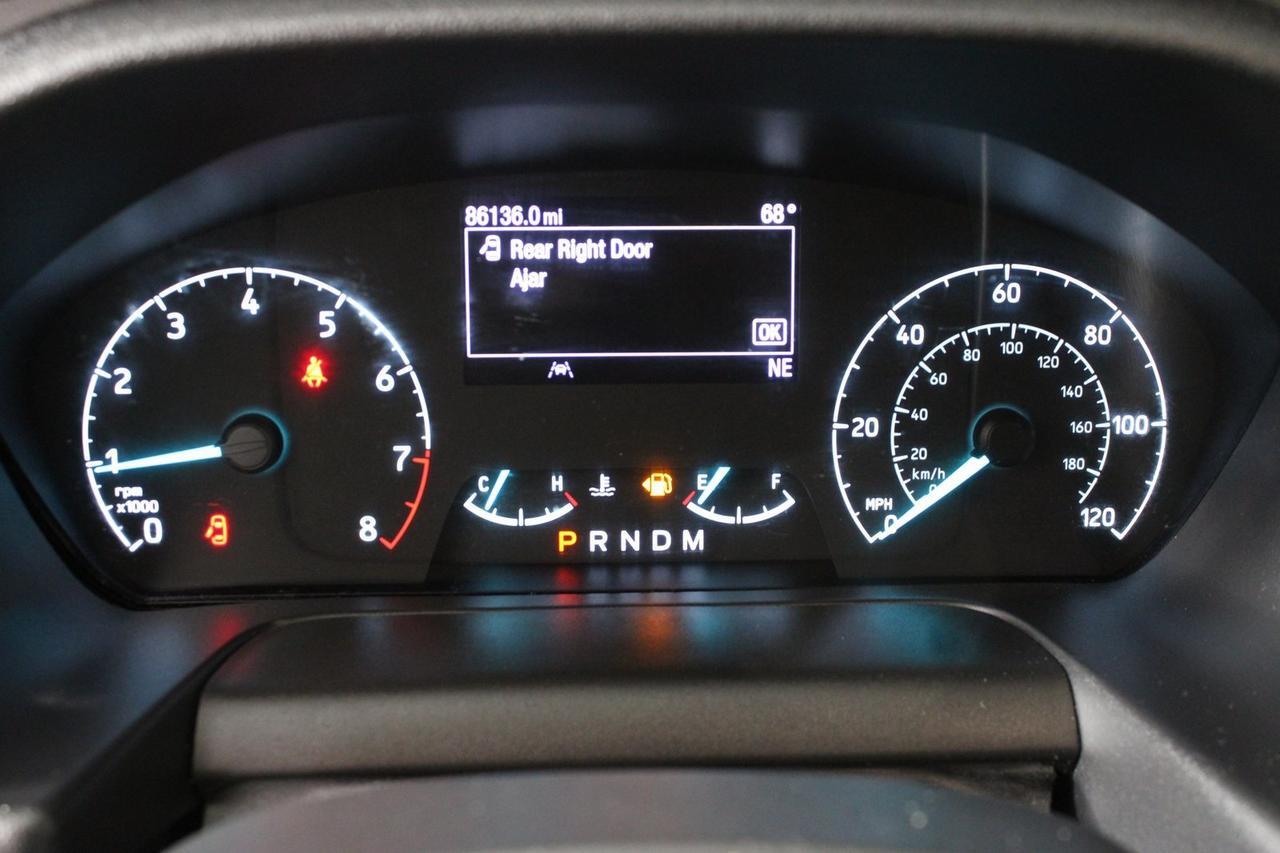 86136.0 mi 68°
Rear Right Door
Ajar
OK
NE
0 1 2 3 4 5 6 7 8
rpm
x1000
C H
E F
P R N D M
0 20 40 60 80 100 120
MPH
0 20 40 60 80 100 120 140 160 180
km/h